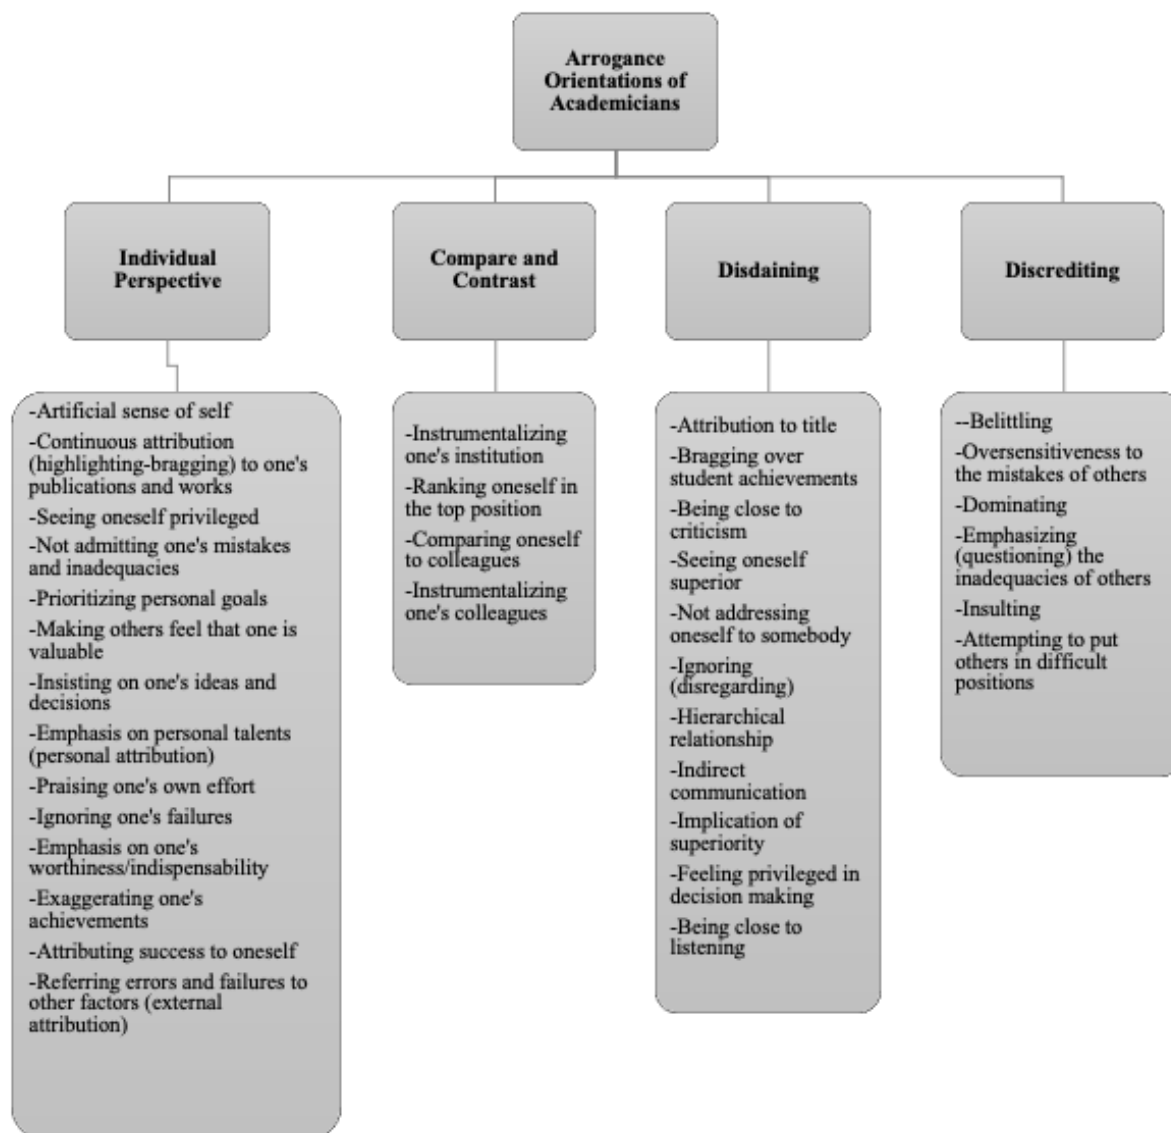 Arrogance
Orientations of
Academicians
Individual
Perspective
Compare and
Contrast
Disdaining
Discrediting
-Artificial sense of self
-Continuous attribution
(highlighting-bragging) to one's
publications and works
-Seeing oneself privileged
-Not admitting one's mistakes
and inadequacies
-Prioritizing personal goals
-Making others feel that one is
valuable
-Insisting on one's ideas and
decisions
-Emphasis on personal talents
(personal attribution)
-Praising one's own effort
-Ignoring one's failures
-Emphasis on one's
worthiness/indispensability
-Exaggerating one's
achievements
-Attributing success to oneself
-Referring errors and failures to
other factors (external
attribution)
-Instrumentalizing
one's institution
-Ranking oneself in
the top position
-Comparing oneself
to colleagues
-Instrumentalizing
one's colleagues
-Attribution to title
-Bragging over
student achievements
-Being close to
criticism
-Seeing oneself
superior
-Not addressing
oneself to somebody
-Ignoring
(disregarding)
-Hierarchical
relationship
-Indirect
communication
-Implication of
superiority
-Feeling privileged in
decision making
-Being close to
listening
--Belittling
-Oversensitiveness to
the mistakes of others
-Dominating
-Emphasizing
(questioning) the
inadequacies of others
-Insulting
-Attempting to put
others in difficult
positions